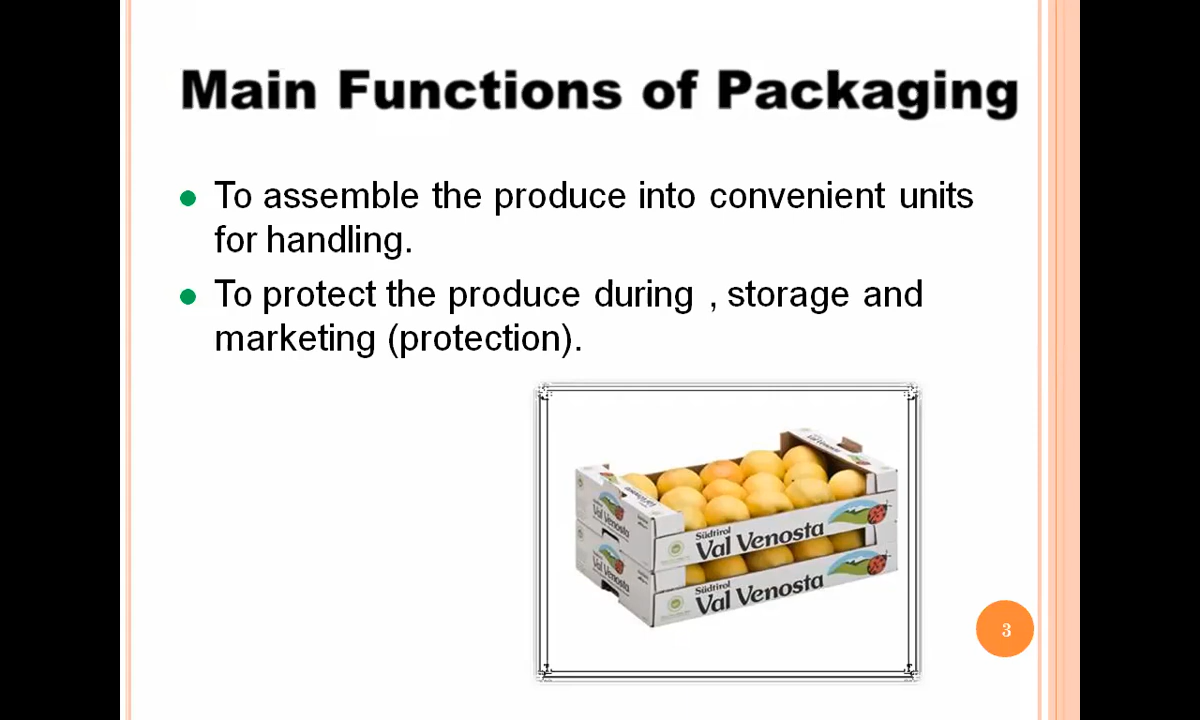 Main Functions of Packaging
To assemble the produce into convenient units
for handling.
To protect the produce during , storage and
marketing (protection).
Südtirol
Val Venosta
Südtirol
Val Venosta
Val Venosta
Val Venosta
3